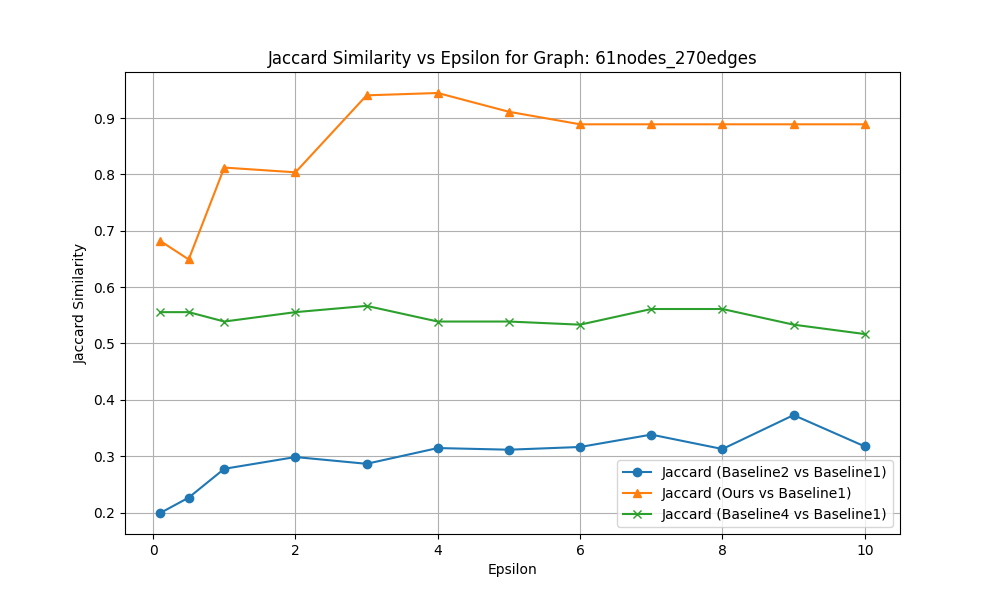 Jaccard Similarity vs Epsilon for Graph: 61nodes_270edges
Jaccard Similarity
0.9
0.8
0.7
0.6
0.5
0.4
0.3
0.2
Jaccard (Baseline2 vs Baseline1)
Jaccard (Ours vs Baseline1)
Jaccard (Baseline4 vs Baseline1)
0 2 4 6 8 10
Epsilon